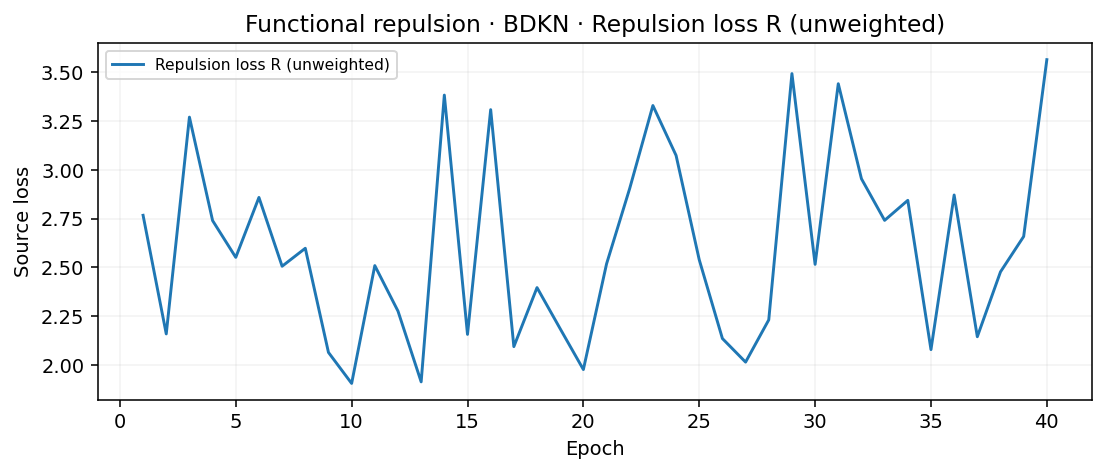 Functional repulsion · BDKN · Repulsion loss R (unweighted)
Repulsion loss R (unweighted)
Source loss
3.50
3.25
3.00
2.75
2.50
2.25
2.00
0 5 10 15 20 25 30 35 40
Epoch